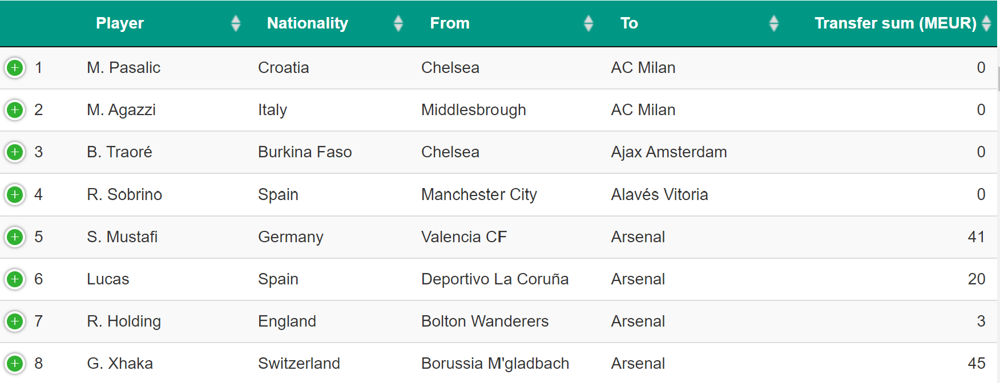 Player Nationality From To Transfer sum (MEUR)
1 M. Pasalic Croatia Chelsea AC Milan 0
2 M. Agazzi Italy Middlesbrough AC Milan 0
3 B. Traoré Burkina Faso Chelsea Ajax Amsterdam 0
4 R. Sobrino Spain Manchester City Alavés Vitoria 0
5 S. Mustafi Germany Valencia CF Arsenal 41
6 Lucas Spain Deportivo La Coruña Arsenal 20
7 R. Holding England Bolton Wanderers Arsenal 3
8 G. Xhaka Switzerland Borussia M'gladbach Arsenal 45